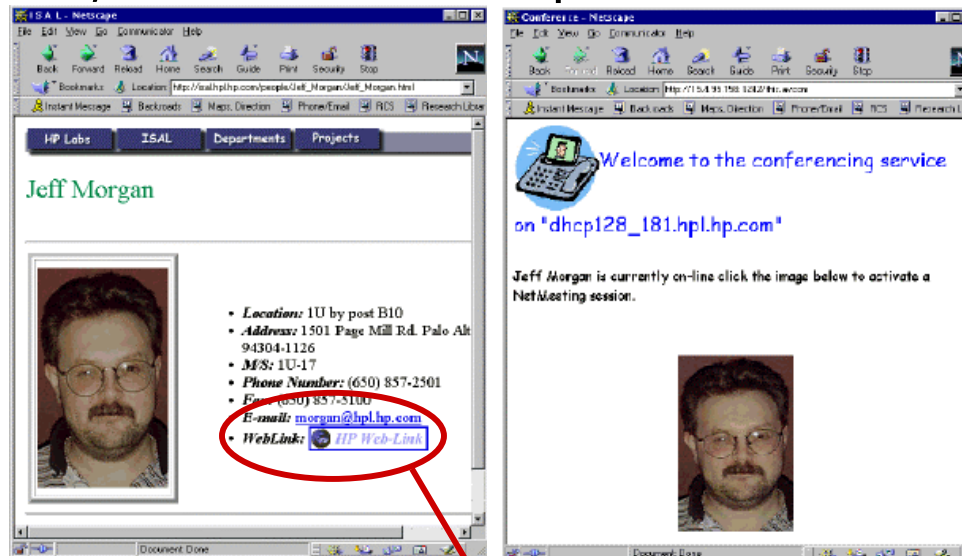 I S A L - Netscape
File Edit View Go Communicator Help
Back Forward Reload Home Search Guide Print Security Stop
N
Bookmarks Location: http://isal.hpl.hp.com/people/Jeff_Morgan/Jeff_Morgan.html
Instant Message Backroads Maps, Direction Phone/Email RCS Research Librar
HP Labs ISAL Departments Projects
Jeff Morgan
• Location: 1U by post B10
• Address: 1501 Page Mill Rd. Palo Alt
94304-1126
• M/S: 1U-17
• Phone Number: (650) 857-2501
• Fax: (650) 857-5100
E-mail: morgan@hpl.hp.com
• WebLink: HP Web-Link
Document Done
Conference - Netscape
File Edit View Go Communicator Help
Back Forward Reload Home Search Guide Print Security Stop
N
Bookmarks Location:
Instant Message Backroads Maps, Direction Phone/Email RCS Research L
Welcome to the conferencing service
on "dhcp128_181.hpl.hp.com"
Jeff Morgan is currently on-line click the image below to activate a
NetMeeting session.
Document Done